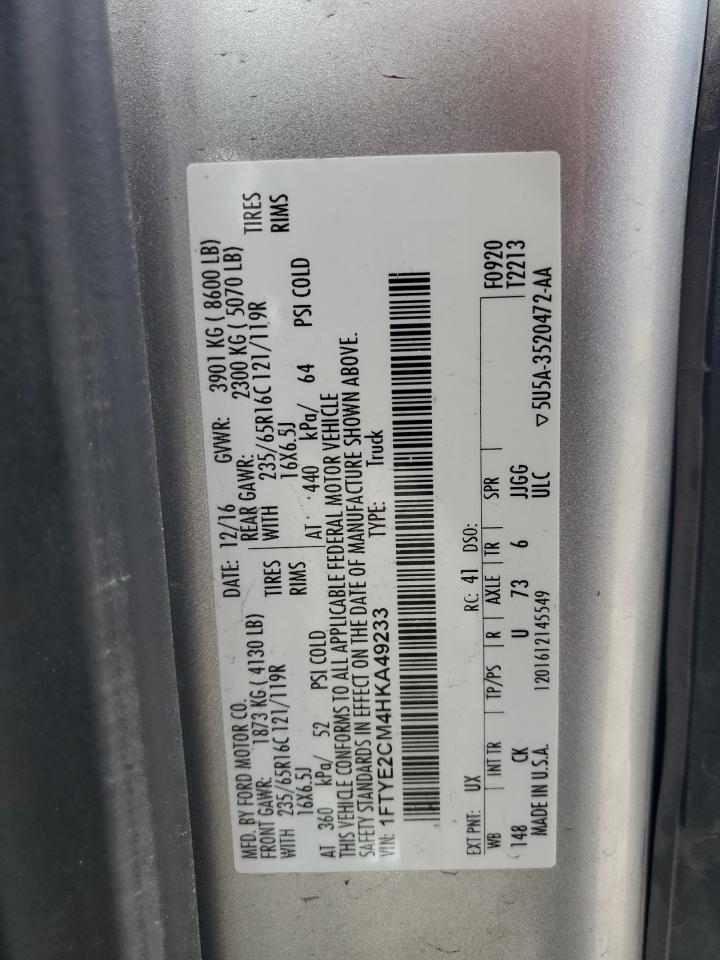 MFD. BY FORD MOTOR CO.
DATE: 12/16 GVWR: 3901 KG ( 8600 LB)
FRONT GAWR: 1873 KG ( 4130 LB)
REAR GAWR: 2300 KG ( 5070 LB)
WITH 235/65R16C 121/119R TIRES
WITH 235/65R16C 121/119R TIRES
16X6.5J RIMS
16X6.5J RIMS
AT 360 kPa/ 52 PSI COLD
AT 440 kPa/ 64 PSI COLD
THIS VEHICLE CONFORMS TO ALL APPLICABLE FEDERAL MOTOR VEHICLE
SAFETY STANDARDS IN EFFECT ON THE DATE OF MANUFACTURE SHOWN ABOVE.
VIN: 1FTYE2CM4HKA49233 TYPE: Truck
EXT PNT: UX RC: 41 DSO:
WB INT TR TP/PS R AXLE TR SPR F0920
148 CK U 73 6 JJGG T2213
MADE IN U.S.A. 1201612145549 ULC
▽5U5A-3520472-AA